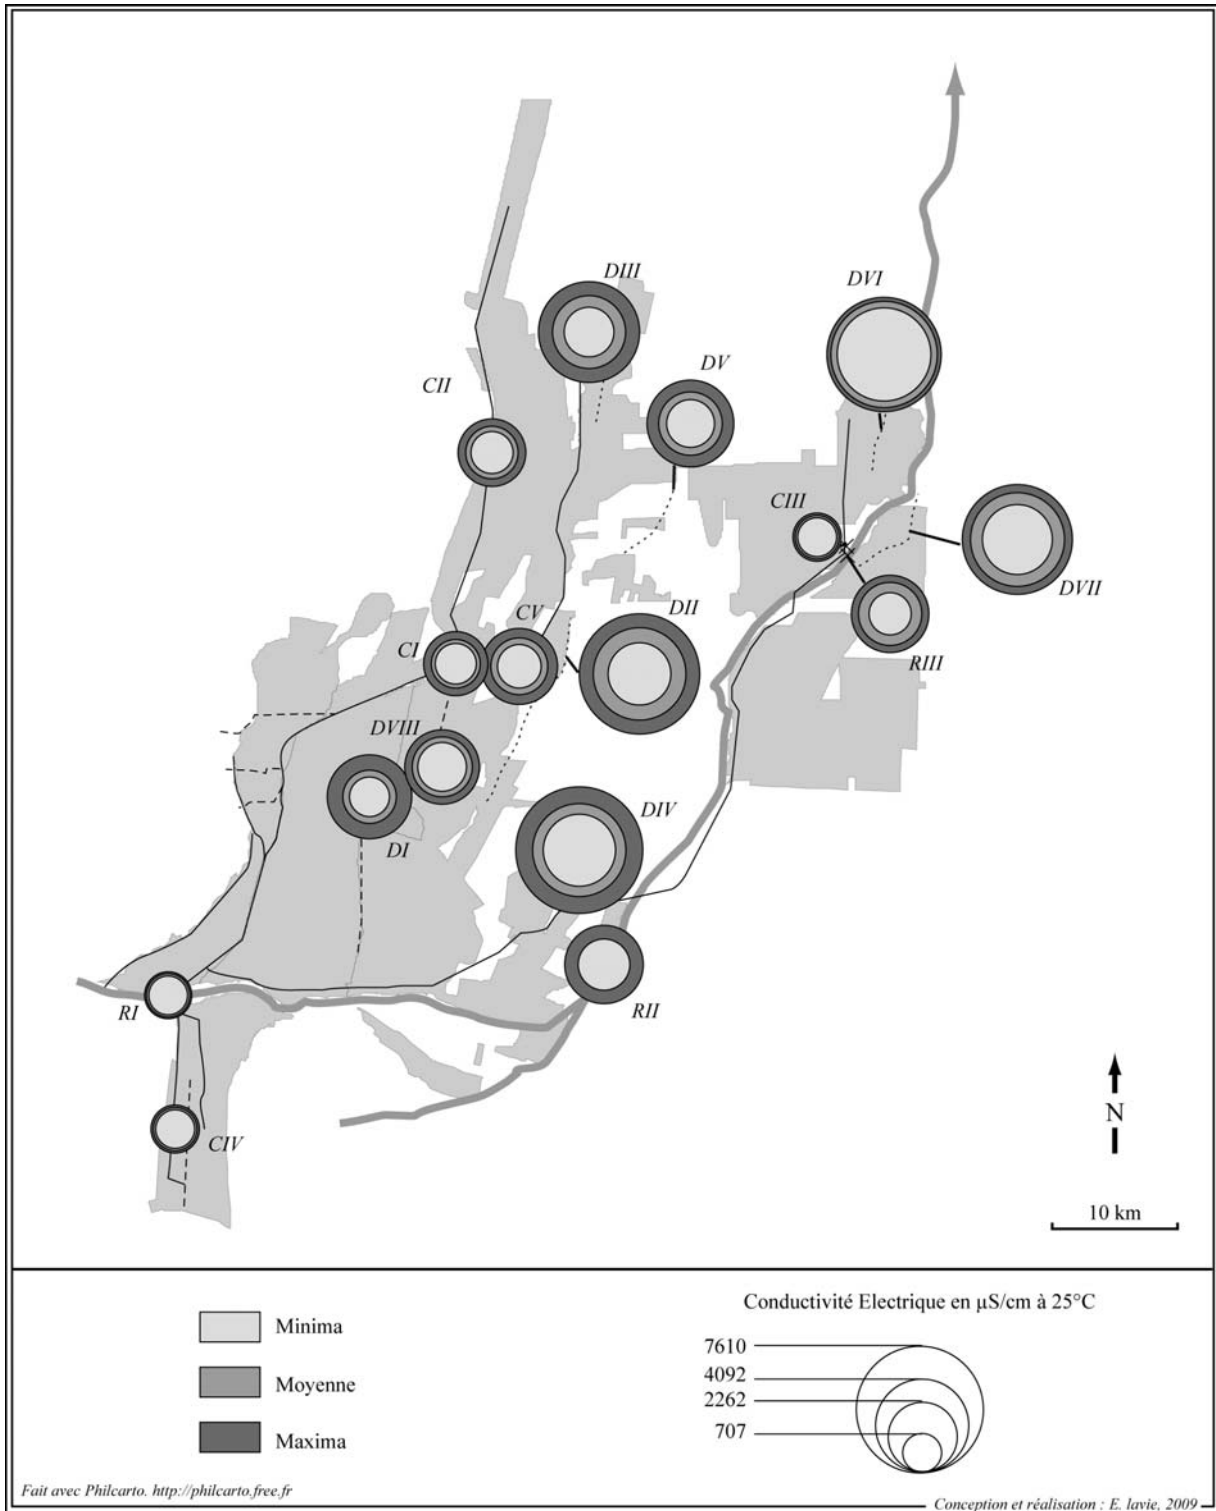 DIII
DVI
DV
CII
CIII
DVII
DII
CV
CI
RIII
DVIII
DIV
DI
RII
RI
CIV
N
10 km
Minima
Moyenne
Maxima
Conductivité Electrique en µS/cm à 25°C
7610
4092
2262
707
Fait avec Philcarto. http://philcarto.free.fr
Conception et réalisation : E. lavie, 2009